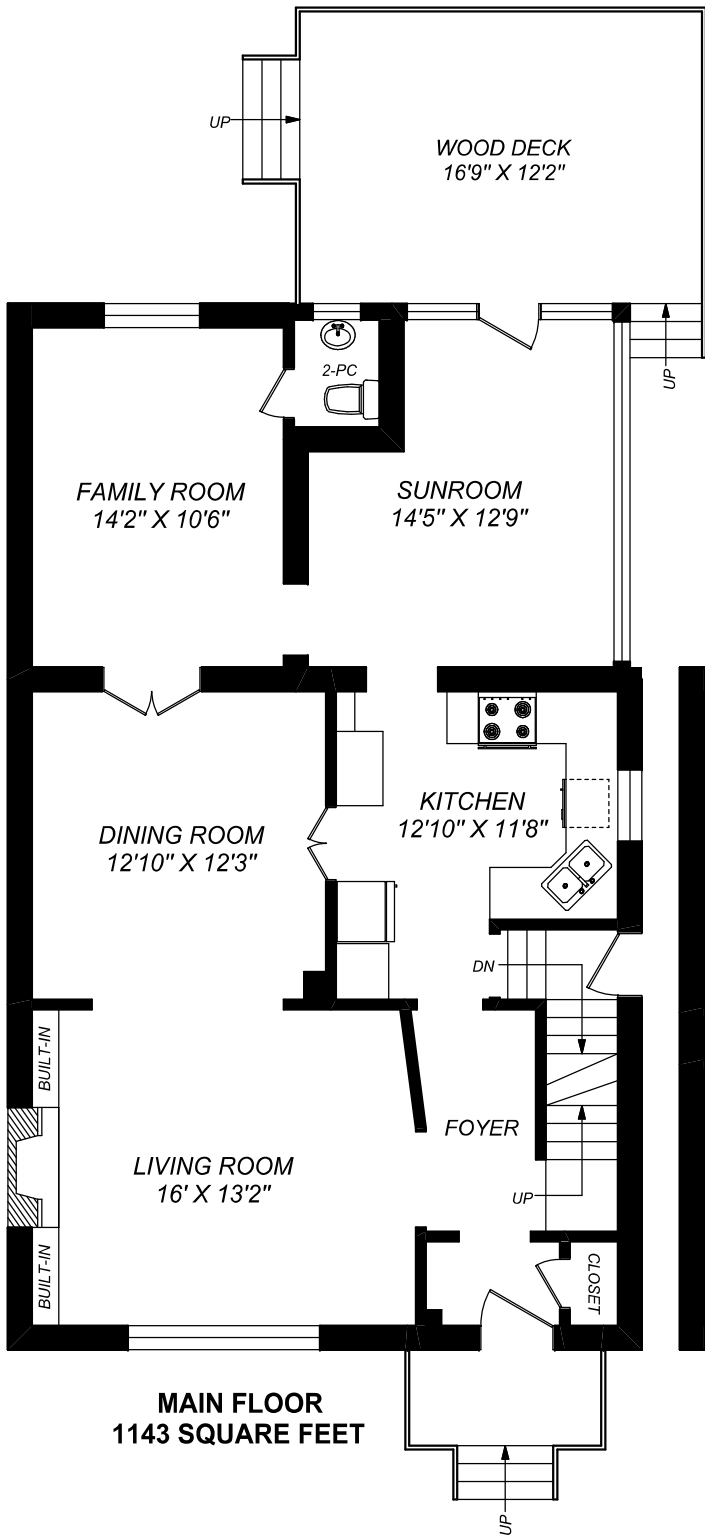 UP
WOOD DECK
16'9" X 12'2"
2-PC
UP
FAMILY ROOM
14'2" X 10'6"
SUNROOM
14'5" X 12'9"
KITCHEN
12'10" X 11'8"
DINING ROOM
12'10" X 12'3"
DN
BUILT-IN
FOYER
LIVING ROOM
16' X 13'2"
UP
BUILT-IN
CLOSET
MAIN FLOOR
1143 SQUARE FEET
UP